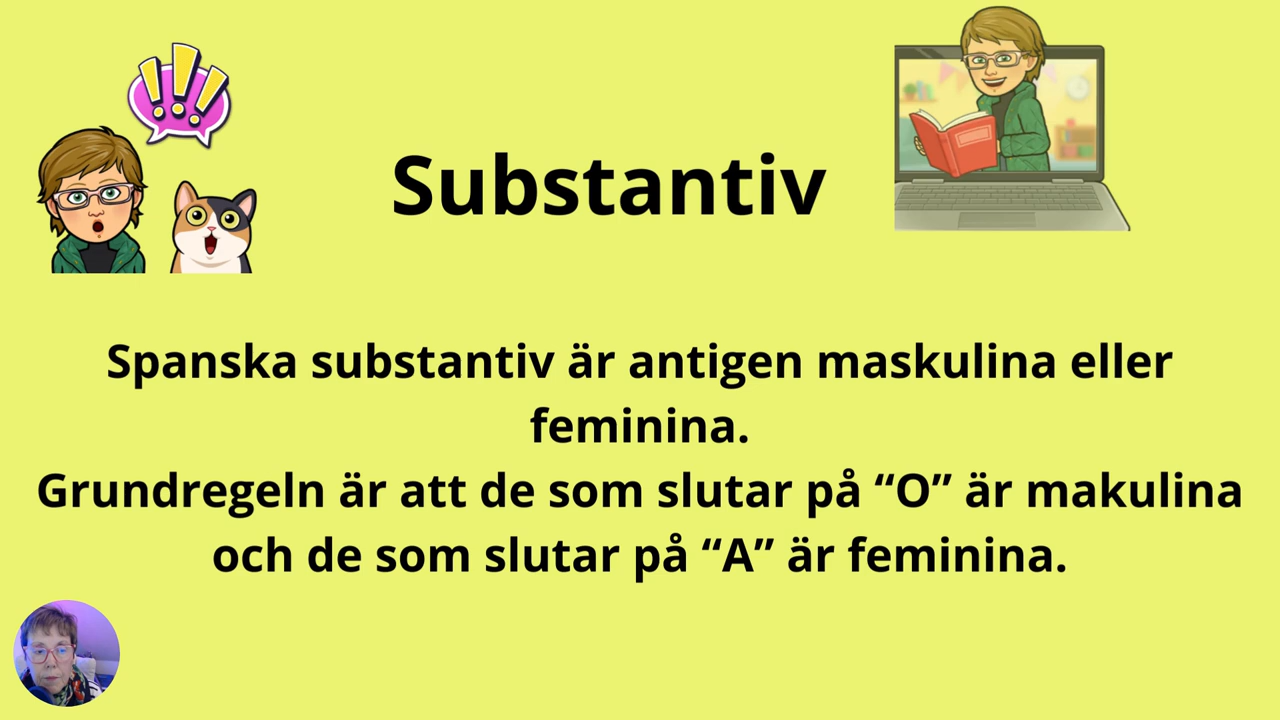 Substantiv
Spanska substantiv är antigen maskulina eller
feminina.
Grundregeln är att de som slutar på “O” är makulina
och de som slutar på “A” är feminina.